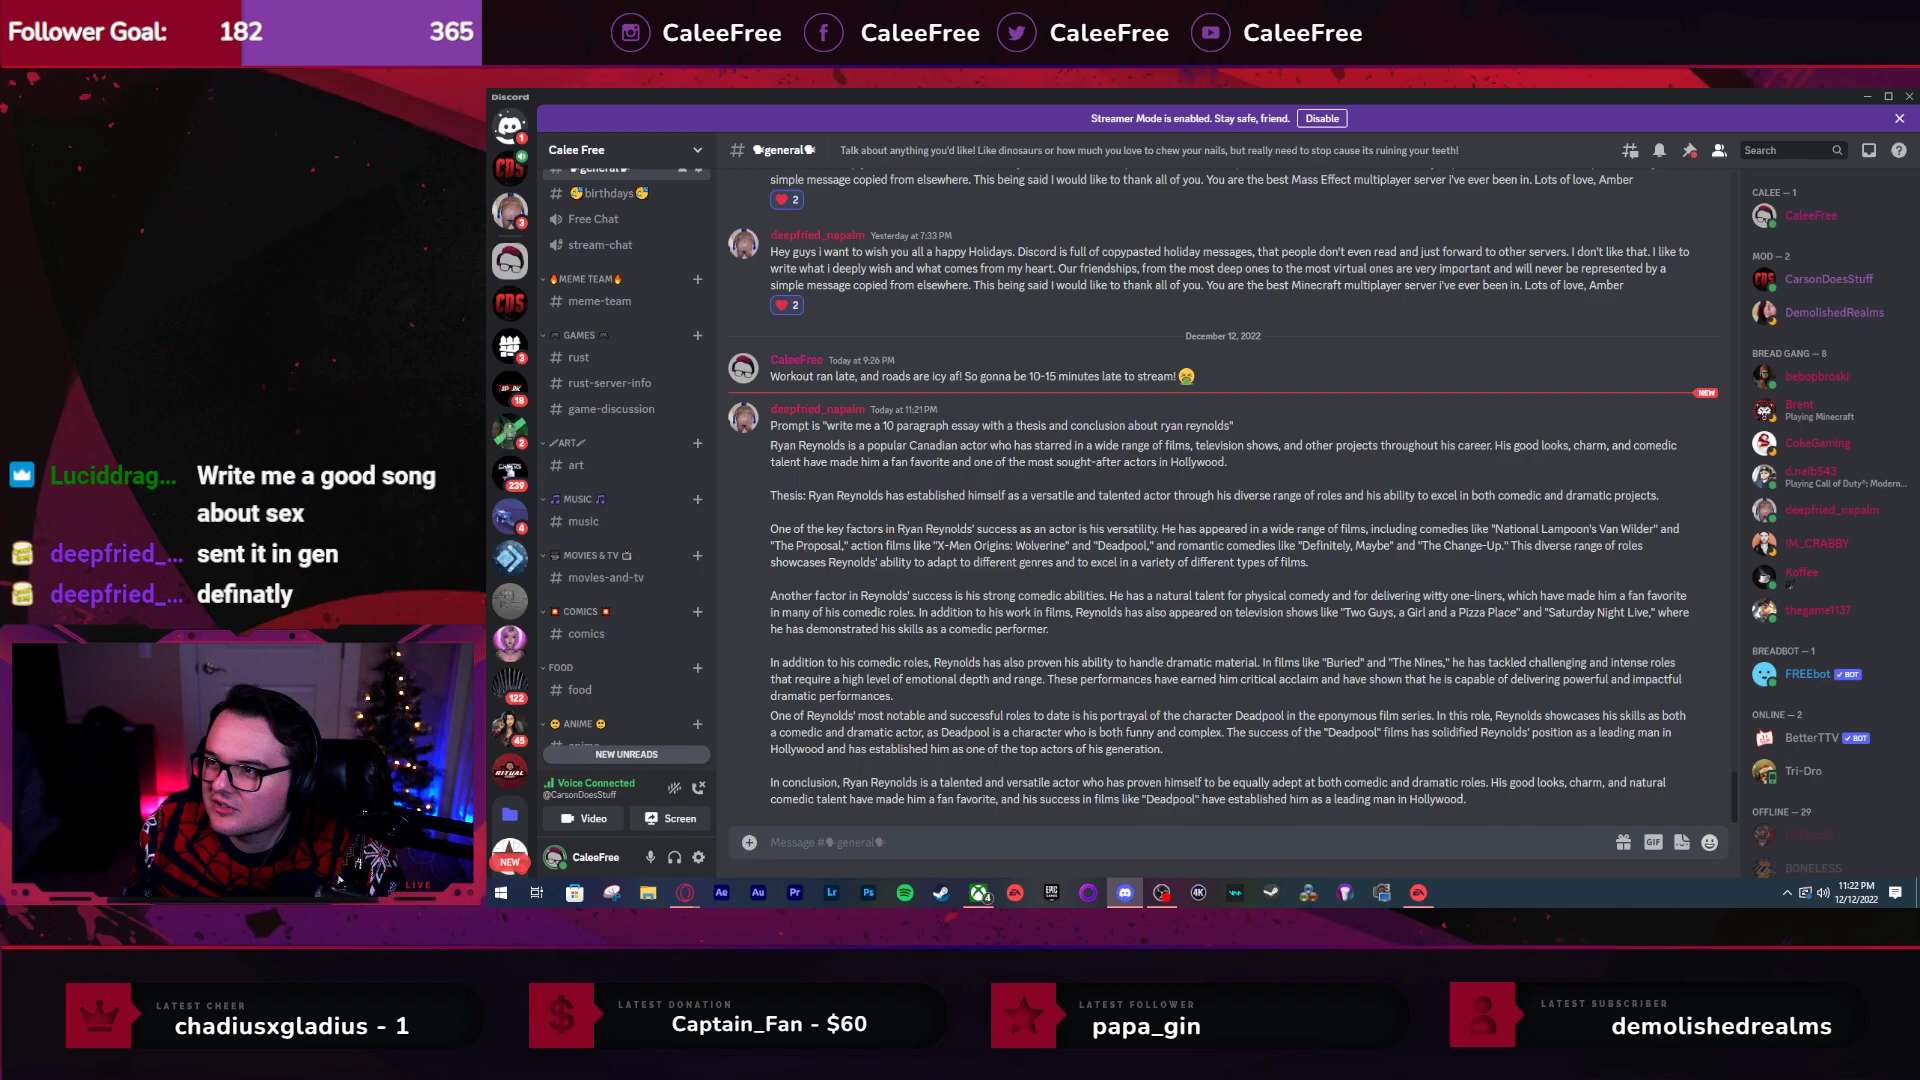 Follower Goal: 182 365
CaleeFree CaleeFree CaleeFree CaleeFree
Discord
Streamer Mode is enabled. Stay safe, friend. Disable
Calee Free
general
Talk about anything you'd like! Like dinosaurs or how much you love to chew your nails, but really need to stop cause its ruining your teeth!
Search
general
birthdays
Free Chat
stream-chat
MEME TEAM
meme-team
GAMES
rust
rust-server-info
game-discussion
ART
art
MUSIC
music
MOVIES & TV
movies-and-tv
COMICS
comics
FOOD
food
ANIME
NEW UNREADS
Voice Connected
@CarsonDoesStuff
Video Screen
CaleeFree
1
CDS
3
CDS
3
18
2
239
4
122
45
RITUAL
NEW
simple message copied from elsewhere. This being said I would like to thank all of you. You are the best Mass Effect multiplayer server i've ever been in. Lots of love, Amber
2
deepfried_napalm Yesterday at 7:33 PM
Hey guys i want to wish you all a happy Holidays. Discord is full of copypasted holiday messages, that people don't even read and just forward to other servers. I don't like that. I like to
write what i deeply wish and what comes from my heart. Our friendships, from the most deep ones to the most virtual ones are very important and will never be represented by a
simple message copied from elsewhere. This being said I would like to thank all of you. You are the best Minecraft multiplayer server i've ever been in. Lots of love, Amber
2
December 12, 2022
CaleeFree Today at 9:26 PM
Workout ran late, and roads are icy af! So gonna be 10-15 minutes late to stream!
NEW
deepfried_napalm Today at 11:21 PM
Prompt is "write me a 10 paragraph essay with a thesis and conclusion about ryan reynolds"
Ryan Reynolds is a popular Canadian actor who has starred in a wide range of films, television shows, and other projects throughout his career. His good looks, charm, and comedic
talent have made him a fan favorite and one of the most sought-after actors in Hollywood.
Thesis: Ryan Reynolds has established himself as a versatile and talented actor through his diverse range of roles and his ability to excel in both comedic and dramatic projects.
One of the key factors in Ryan Reynolds' success as an actor is his versatility. He has appeared in a wide range of films, including comedies like "National Lampoon's Van Wilder" and
"The Proposal," action films like "X-Men Origins: Wolverine" and "Deadpool," and romantic comedies like "Definitely, Maybe" and "The Change-Up." This diverse range of roles
showcases Reynolds' ability to adapt to different genres and to excel in a variety of different types of films.
Another factor in Reynolds' success is his strong comedic abilities. He has a natural talent for physical comedy and for delivering witty one-liners, which have made him a fan favorite
in many of his comedic roles. In addition to his work in films, Reynolds has also appeared on television shows like "Two Guys, a Girl and a Pizza Place" and "Saturday Night Live," where
he has demonstrated his skills as a comedic performer.
In addition to his comedic roles, Reynolds has also proven his ability to handle dramatic material. In films like "Buried" and "The Nines," he has tackled challenging and intense roles
that require a high level of emotional depth and range. These performances have earned him critical acclaim and have shown that he is capable of delivering powerful and impactful
dramatic performances.
One of Reynolds' most notable and successful roles to date is his portrayal of the character Deadpool in the eponymous film series. In this role, Reynolds showcases his skills as both
a comedic and dramatic actor, as Deadpool is a character who is both funny and complex. The success of the "Deadpool" films has solidified Reynolds' position as a leading man in
Hollywood and has established him as one of the top actors of his generation.
In conclusion, Ryan Reynolds is a talented and versatile actor who has proven himself to be equally adept at both comedic and dramatic roles. His good looks, charm, and natural
comedic talent have made him a fan favorite, and his success in films like "Deadpool" have established him as a leading man in Hollywood.
Message #general
GIF
CALEE — 1
CaleeFree
MOD — 2
CarsonDoesStuff
DemolishedRealms
BREAD GANG — 8
bebopbroski
Brent
Playing Minecraft
CokeGaming
d.neib543
Playing Call of Duty®: Modern...
deepfried_napalm
IM_CRABBY
Koffee
thegame1137
BREADBOT — 1
FREEbot BOT
ONLINE — 2
BetterTTV BOT
Tri-Dro
OFFLINE — 29
BONELESS
Luciddrag... Write me a good song
about sex
deepfried_... sent it in gen
deepfried_... definatly
LIVE
Ae Au Pr Lr Ps 4 EA EPIC 4K EA
11:22 PM
12/12/2022
LATEST CHEER
chadiusxgladius - 1
LATEST DONATION
Captain_Fan - $60
LATEST FOLLOWER
papa_gin
LATEST SUBSCRIBER
demolishedrealms